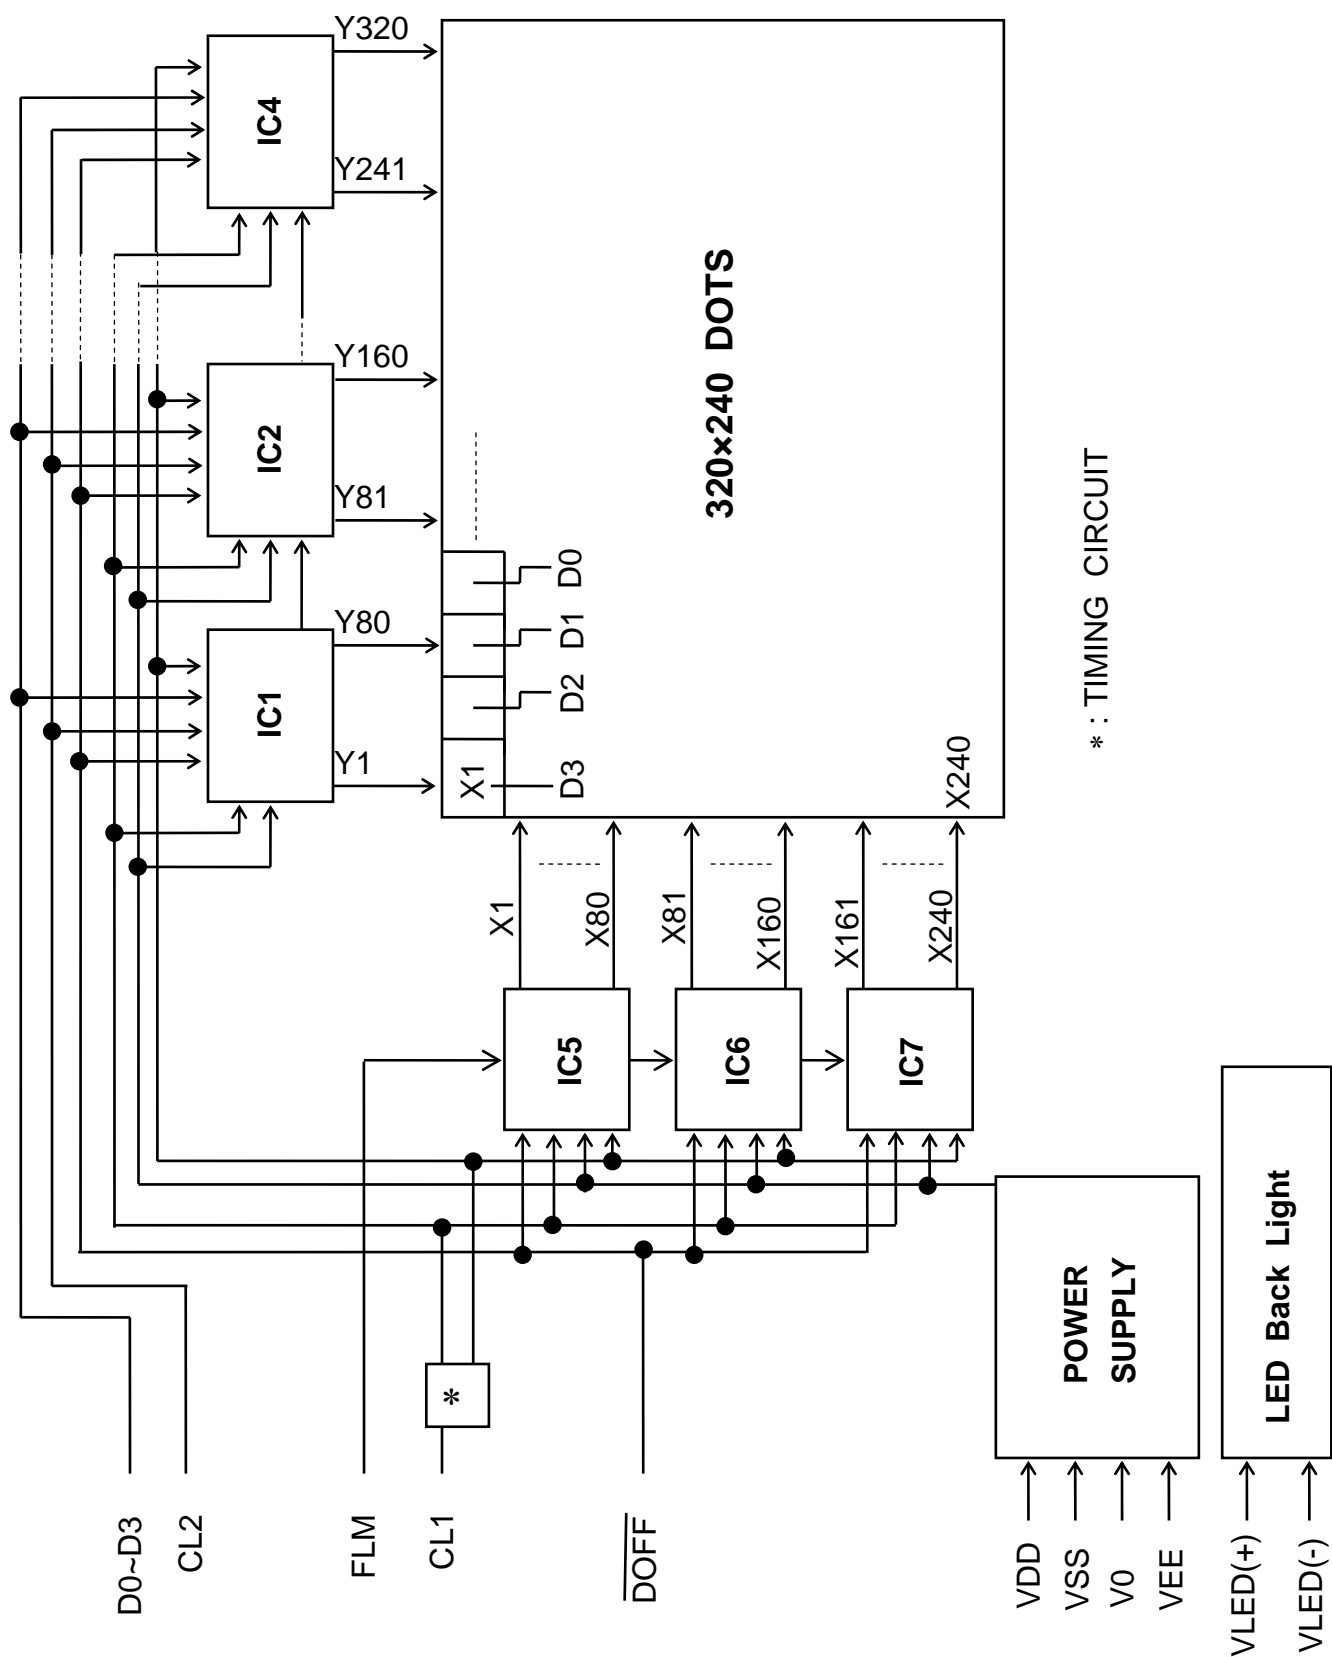 Y320
IC4
Y241
Y160
IC2
Y81
Y80
IC1
Y1
320×240 DOTS
D0
D1
D2
X1
D3
X240
* : TIMING CIRCUIT
X1
X80
X81
X160
X161
X240
IC5
IC6
IC7
*
POWER
SUPPLY
LED Back Light
D0~D3
CL2
FLM
CL1
DOFF
VDD
VSS
V0
VEE
VLED(+)
VLED(-)